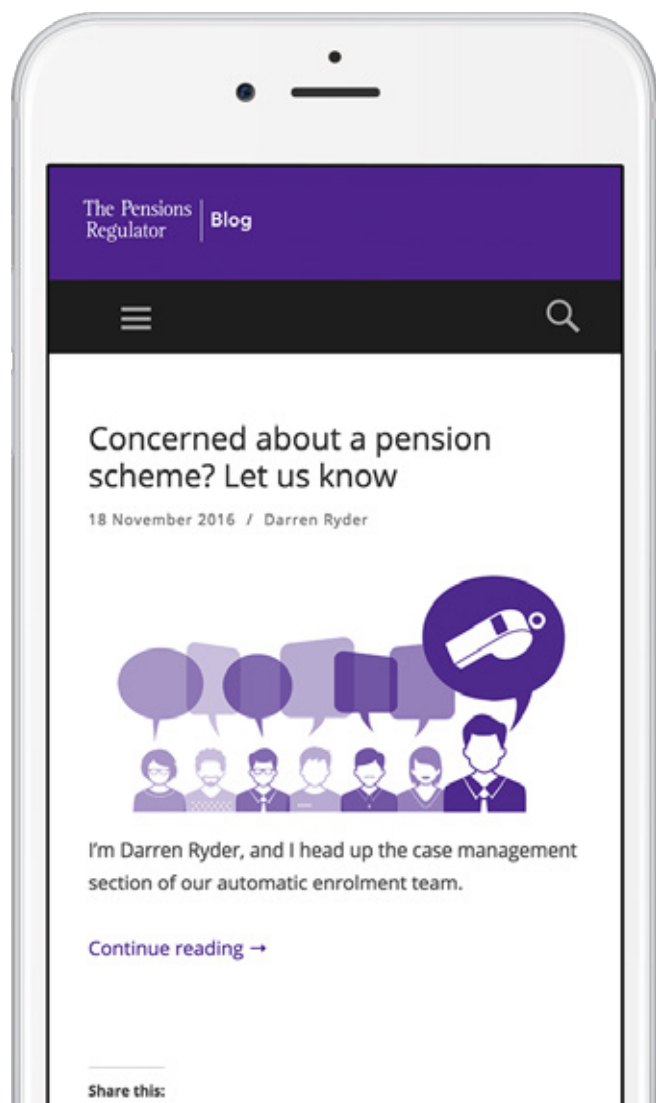 The Pensions
Regulator
Blog
Concerned about a pension
scheme? Let us know
18 November 2016 / Darren Ryder
I'm Darren Ryder, and I head up the case management
section of our automatic enrolment team.
Continue reading →
Share this: